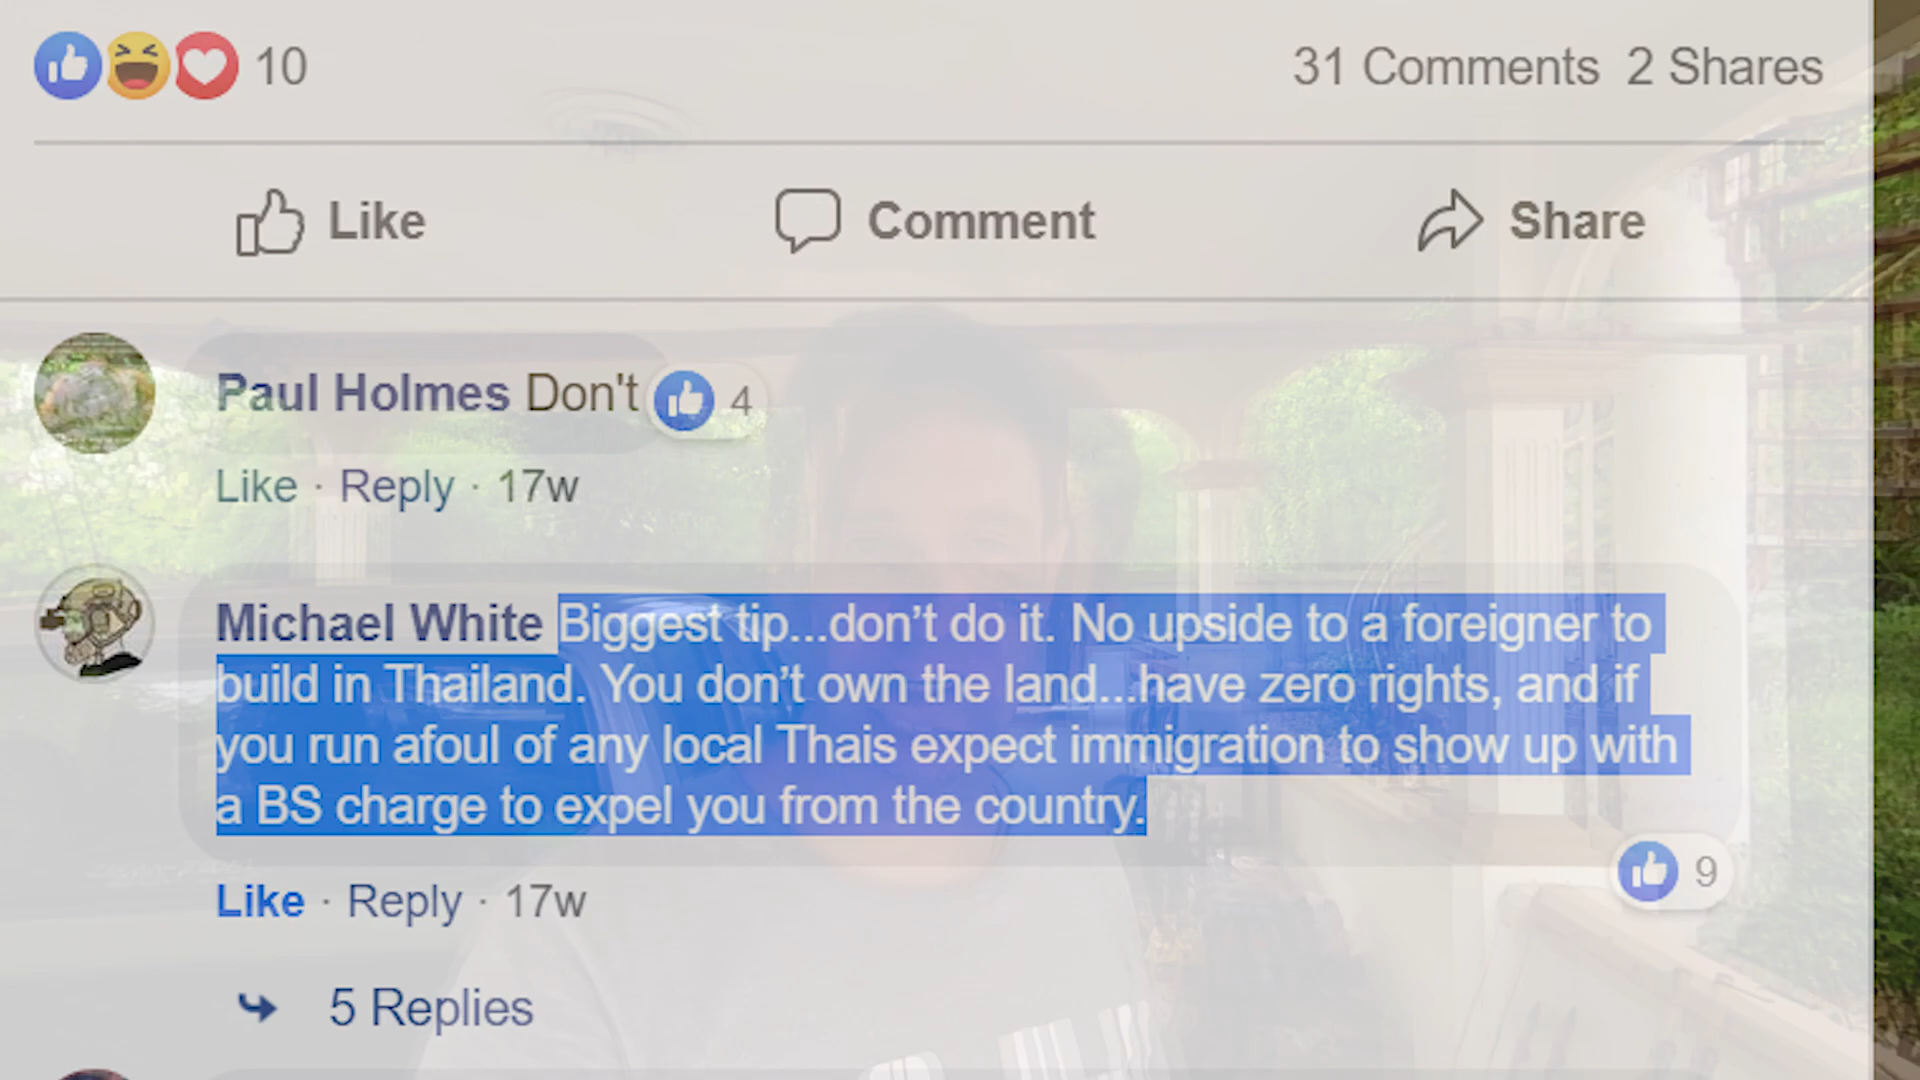 10
31 Comments 2 Shares
Like
Comment
Share
Paul Holmes Don't
4
Like · Reply · 17w
Michael White Biggest tip...don’t do it. No upside to a foreigner to
build in Thailand. You don’t own the land...have zero rights, and if
you run afoul of any local Thais expect immigration to show up with
a BS charge to expel you from the country.
9
Like · Reply · 17w
5 Replies